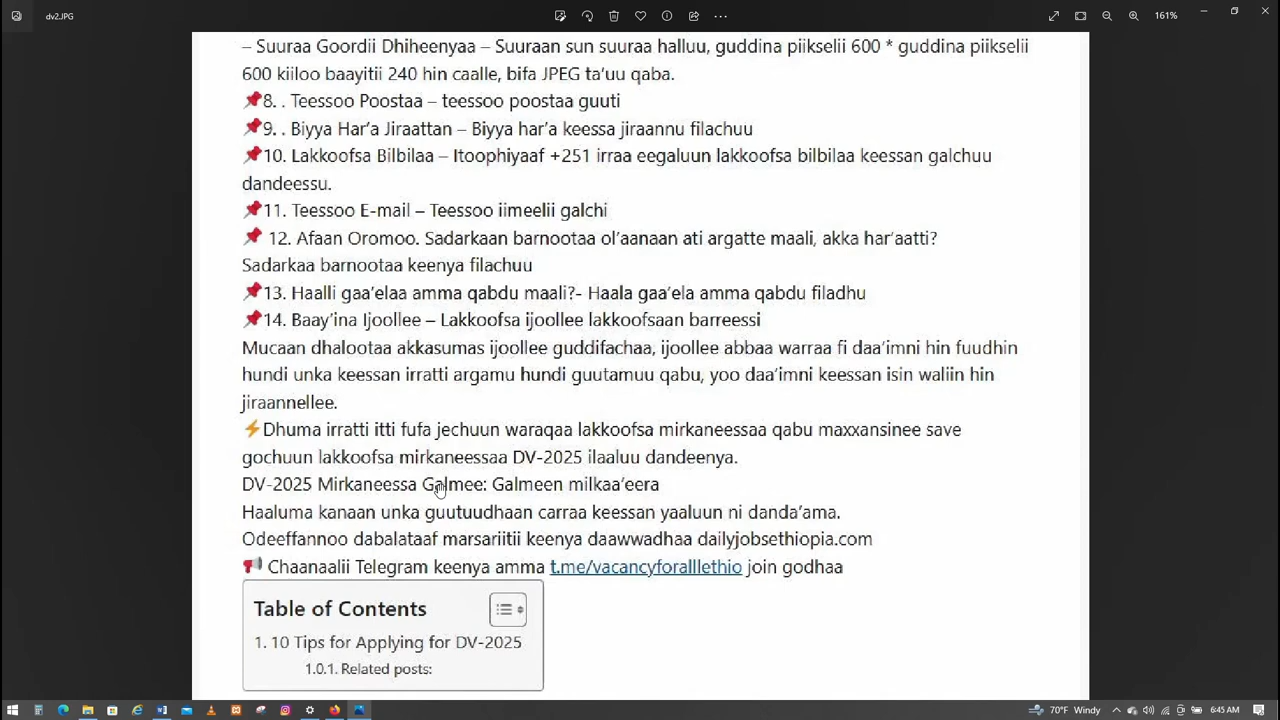 dv2.JPG
161%
– Suuraa Goordii Dhiheenyaa – Suuraan sun suuraa halluu, guddina piikselii 600 * guddina piikselii
600 kiiloo baayitii 240 hin caalle, bifa JPEG ta’uu qaba.
📌8. . Teessoo Poostaa – teessoo poostaa guuti
📌9. . Biyya Har’a Jiraattan – Biyya har’a keessa jiraannu filachuu
📌10. Lakkoofsa Bilbilaa – Itoophiyaaf +251 irraa eegaluun lakkoofsa bilbilaa keessan galchuu
dandeessu.
📌11. Teessoo E-mail – Teessoo iimeelii galchi
📌 12. Afaan Oromoo. Sadarkaan barnootaa ol’aanaan ati argatte maali, akka har’aatti?
Sadarkaa barnootaa keenya filachuu
📌13. Haalli gaa’elaa amma qabdu maali?- Haala gaa’ela amma qabdu filadhu
📌14. Baay’ina Ijoollee – Lakkoofsa ijoollee lakkoofsaan barreessi
Mucaan dhalootaa akkasumas ijoollee guddifachaa, ijoollee abbaa warraa fi daa’imni hin fuudhin
hundi unka keessan irratti argamu hundi guutamuu qabu, yoo daa’imni keessan isin waliin hin
jiraannellee.
⚡Dhuma irratti itti fufa jechuun waraqaa lakkoofsa mirkaneessaa qabu maxxansinee save
gochuun lakkoofsa mirkaneessaa DV-2025 ilaaluu dandeenya.
DV-2025 Mirkaneessa Galmee: Galmeen milkaa’eera
Haaluma kanaan unka guutuudhaan carraa keessan yaaluun ni danda’ama.
Odeeffannoo dabalataaf marsariitii keenya daawwadhaa dailyjobsethiopia.com
📢 Chaanaalii Telegram keenya amma t.me/vacancyforalllethio join godhaa
Table of Contents
1. 10 Tips for Applying for DV-2025
1.0.1. Related posts:
70°F Windy
6:45 AM